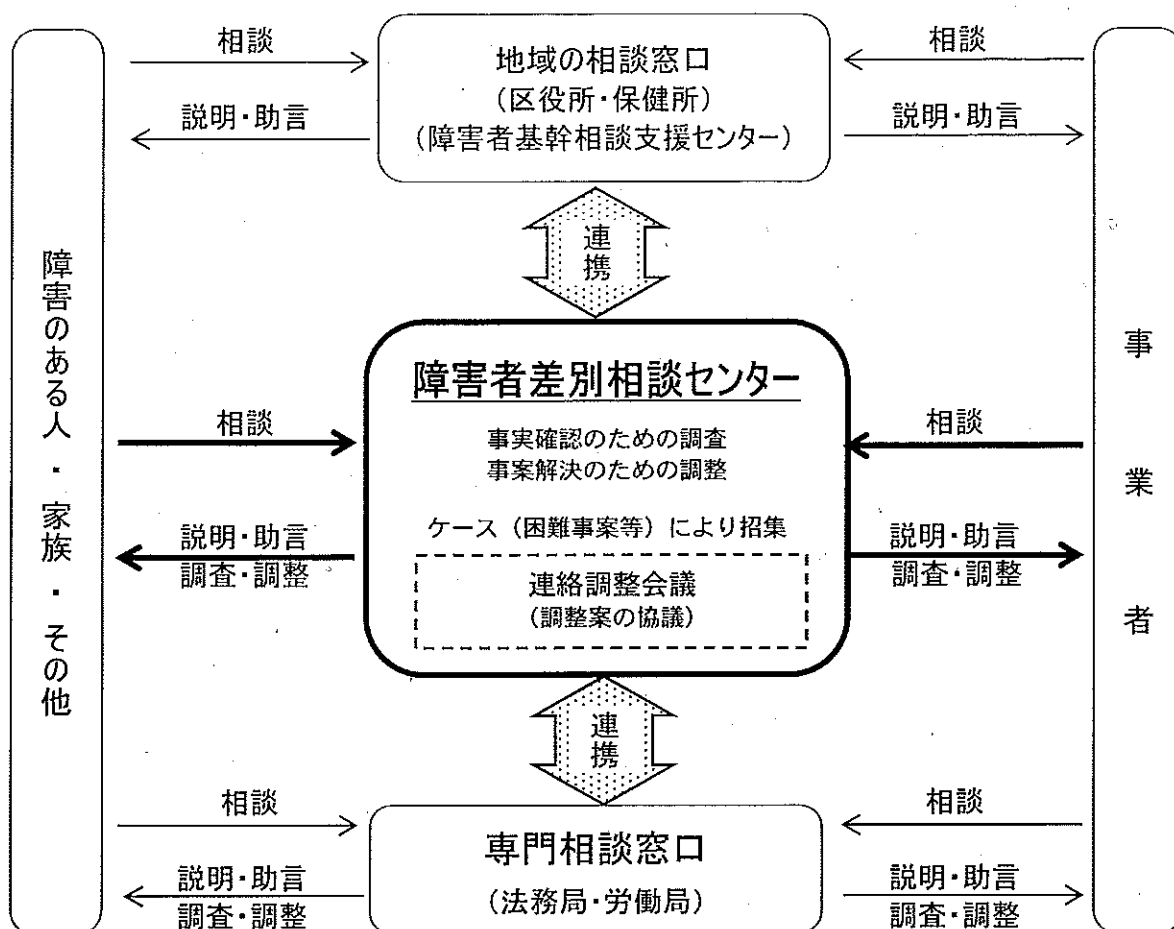 相談
説明・助言
地域の相談窓口
(区役所・保健所)
(障害者基幹相談支援センター)
相談
説明・助言
連携
障害のある人・家族・その他
事業者
相談
説明・助言
調査・調整
障害者差別相談センター
事実確認のための調査
事案解決のための調整
ケース(困難事案等)により招集
連絡調整会議
(調整案の協議)
相談
説明・助言
調査・調整
連携
相談
説明・助言
調査・調整
専門相談窓口
(法務局・労働局)
相談
説明・助言
調査・調整